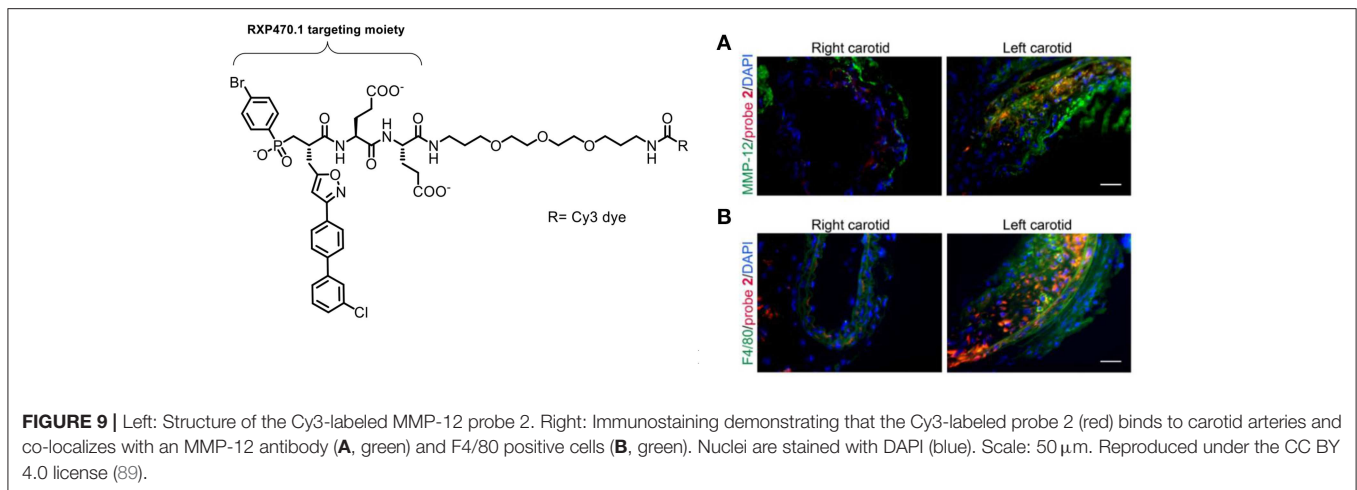 RXP470.1 targeting moiety
Br
COO⁻
O
H
N
O
H
N
O
O
O
N
H
O
R
⁻O
P
O
N
H
O
N
H
O
COO⁻
O
N
R= Cy3 dye
Cl
A
Right carotid
Left carotid
MMP-12/probe 2/DAPI
B
Right carotid
Left carotid
F4/80/probe 2/DAPI
FIGURE 9 | Left: Structure of the Cy3-labeled MMP-12 probe 2. Right: Immunostaining demonstrating that the Cy3-labeled probe 2 (red) binds to carotid arteries and
co-localizes with an MMP-12 antibody (A, green) and F4/80 positive cells (B, green). Nuclei are stained with DAPI (blue). Scale: 50 μm. Reproduced under the CC BY
4.0 license (89).